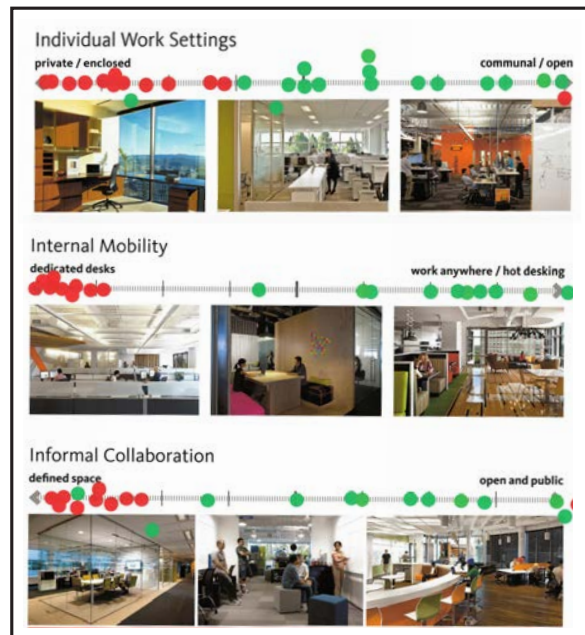 Individual Work Settings
private / enclosed
communal / open
Internal Mobility
dedicated desks
work anywhere / hot desking
Informal Collaboration
defined space
open and public